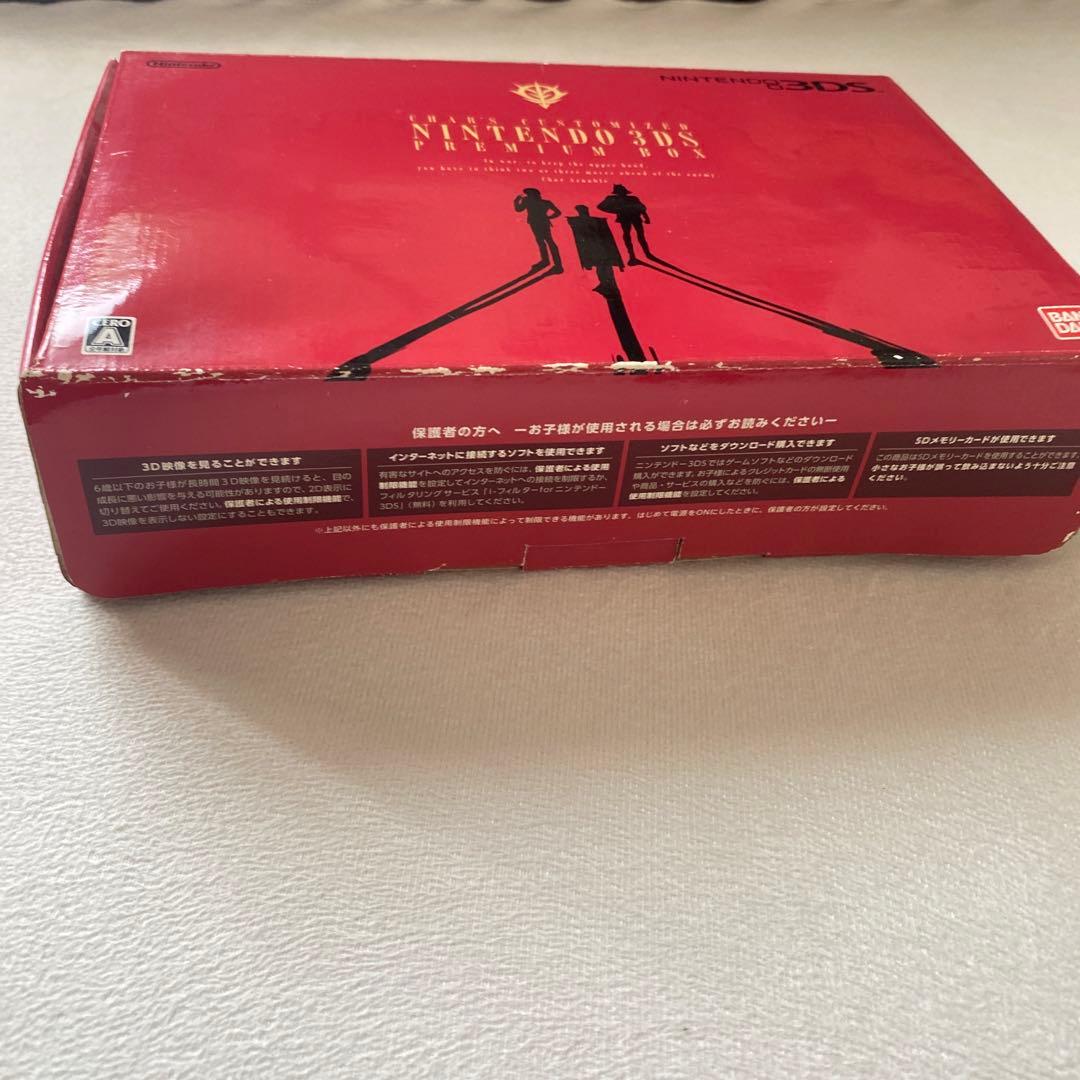 Nintendo
NINTENDO 3DS
CHAR'S CUSTOMIZED
NINTENDO 3DS
PREMIUM BOX
In war, to keep the upper hand,
you have to think two or three moves ahead of the enemy.
Char Aznable
CERO
A
全年齢対象
BAN
DA
保護者の方へ ーお子様が使用される場合は必ずお読みくださいー
3D映像を見ることができます
6歳以下のお子様が長時間3D映像を見続けると、目の
成長に悪い影響を与える可能性がありますので、2D表示に
切り替えてご使用ください。保護者による使用制限機能で、
3D映像を表示しない設定にすることもできます。
インターネットに接続するソフトを使用できます
有害なサイトへのアクセスを防ぐには、保護者による使用
制限機能を設定してインターネットへの接続を制限するか、
フィルタリングサービス「i-フィルターforニンテンドー
3DS」（無料）を利用してください。
ソフトなどをダウンロード購入できます
ニンテンドー3DSではゲームソフトなどのダウンロード
購入ができます。お子様によるクレジットカードの無断使用
や商品・サービスの購入などを防ぐには、保護者による
使用制限機能を設定してください。
SDメモリーカードが使用できます
この商品はSDメモリーカードを使用することができます。
小さなお子様が誤って飲み込まないよう十分ご注意
ください。
※上記以外にも保護者による使用制限機能によって制限できる機能があります。はじめて電源をONにしたときに、保護者の方が設定してください。